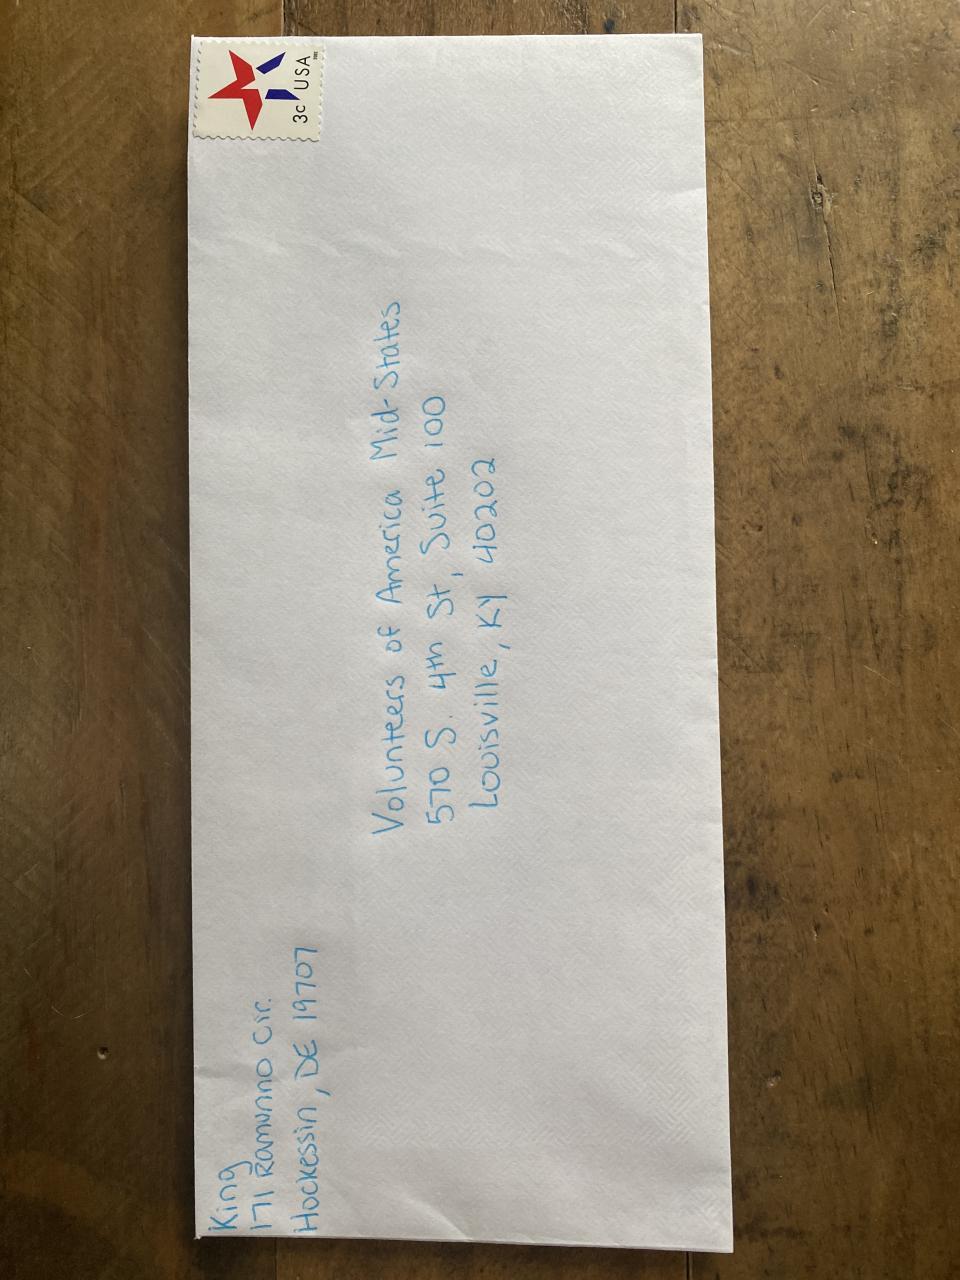 King
171 Ramunno Cir.
Hockessin, DE 19707
3c USA
Volunteers of America Mid-States
570 S. 4th St, Suite 100
Louisville, KY 40202